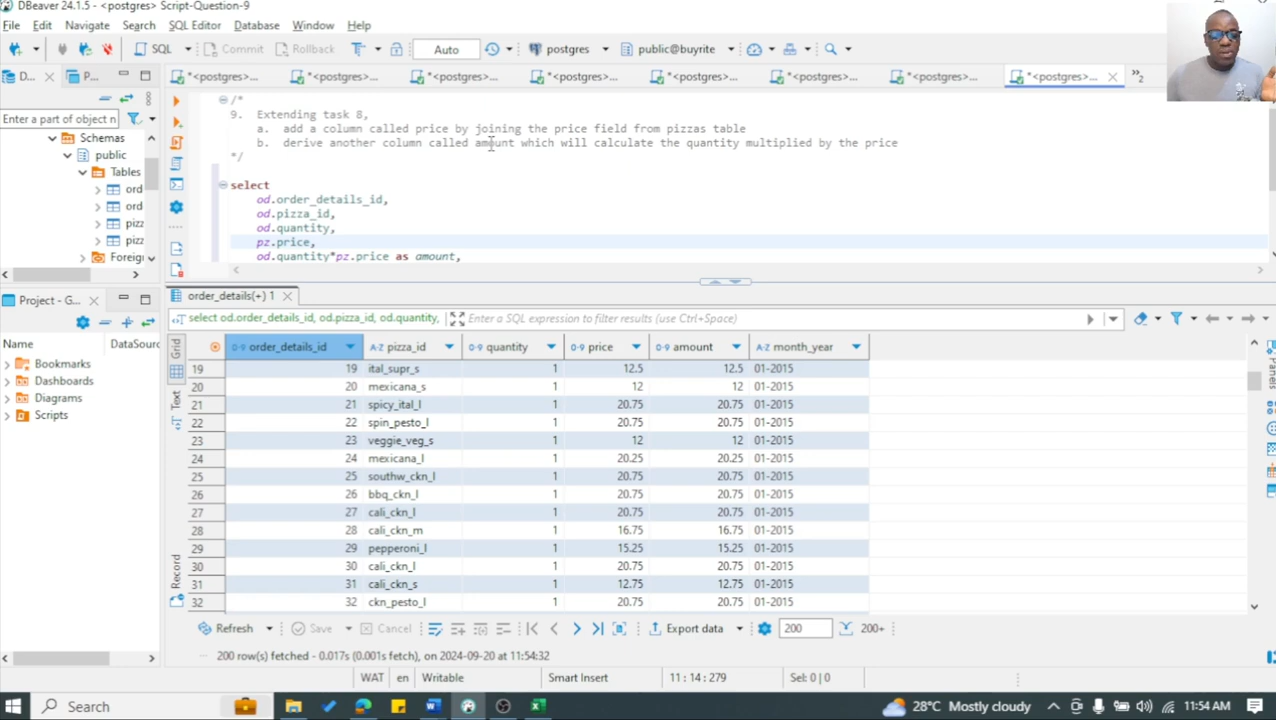 DBeaver 24.1.5 - <postgres> Script-Question-9
File Edit Navigate Search SQL Editor Database Window Help
SQL Commit Rollback Auto postgres public@buyrite
D... P... *<postgres>... *<postgres>... *<postgres>... *<postgres>... *<postgres>... *<postgres>... *<postgres>... *<postgres>... 2
Enter a part of object n
Schemas
public
Tables
ord
ord
pizz
pizz
Foreig
/*
9. Extending task 8,
a. add a column called price by joining the price field from pizzas table
b. derive another column called amount which will calculate the quantity multiplied by the price
*/
select
od.order_details_id,
od.pizza_id,
od.quantity,
pz.price,
od.quantity*pz.price as amount,
Project - G...
Name DataSourc
Bookmarks
Dashboards
Diagrams
Scripts
order_details(+) 1
select od.order_details_id, od.pizza_id, od.quantity, Enter a SQL expression to filter results (use Ctrl+Space)
Grid
Text
Record
Panels
order_details_id pizza_id quantity price amount month_year
19 19 ital_supr_s 1 12.5 12.5 01-2015
20 20 mexicana_s 1 12 12 01-2015
21 21 spicy_ital_l 1 20.75 20.75 01-2015
22 22 spin_pesto_l 1 20.75 20.75 01-2015
23 23 veggie_veg_s 1 12 12 01-2015
24 24 mexicana_l 1 20.25 20.25 01-2015
25 25 southw_ckn_l 1 20.75 20.75 01-2015
26 26 bbq_ckn_l 1 20.75 20.75 01-2015
27 27 cali_ckn_l 1 20.75 20.75 01-2015
28 28 cali_ckn_m 1 16.75 16.75 01-2015
29 29 pepperoni_l 1 15.25 15.25 01-2015
30 30 cali_ckn_l 1 20.75 20.75 01-2015
31 31 cali_ckn_s 1 12.75 12.75 01-2015
32 32 ckn_pesto_l 1 20.75 20.75 01-2015
Refresh Save Cancel Export data 200 200+
200 row(s) fetched - 0.017s (0.001s fetch), on 2024-09-20 at 11:54:32
WAT en Writable Smart Insert 11 : 14 : 279 Sel: 0 | 0
Search 28°C Mostly cloudy 11:54 AM